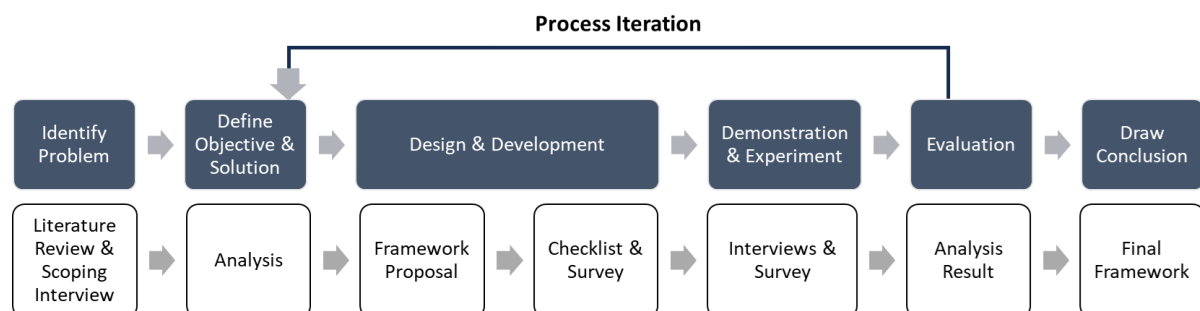 Process Iteration
Identify
Problem
Define
Objective &
Solution
Design & Development
Demonstration
& Experiment
Evaluation
Draw
Conclusion
Literature
Review &
Scoping
Interview
Analysis
Framework
Proposal
Checklist &
Survey
Interviews &
Survey
Analysis
Result
Final
Framework